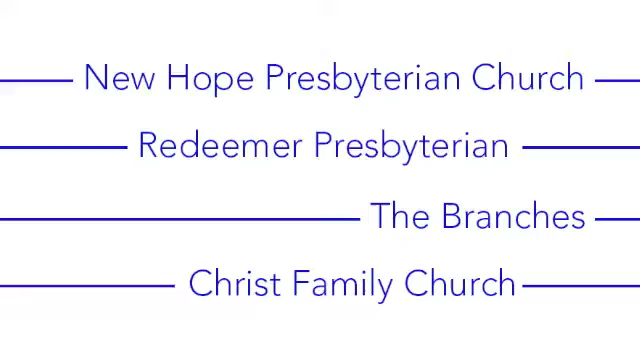 New Hope Presbyterian Church
Redeemer Presbyterian
The Branches
Christ Family Church